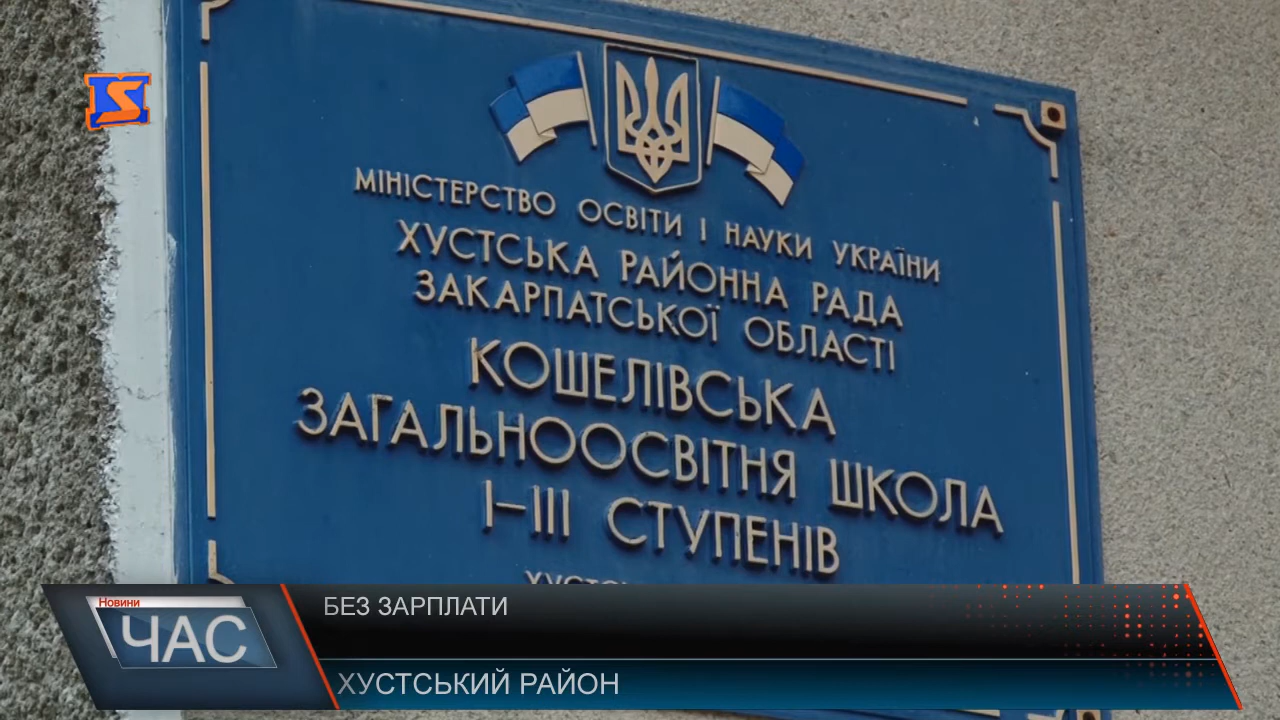 МІНІСТЕРСТВО ОСВІТИ І НАУКИ УКРАЇНИ
ХУСТСЬКА РАЙОННА РАДА
ЗАКАРПАТСЬКОЇ ОБЛАСТІ
КОШЕЛІВСЬКА
ЗАГАЛЬНООСВІТНЯ ШКОЛА
І-ІІІ СТУПЕНІВ
Новини
ЧАС
БЕЗ ЗАРПЛАТИ
ХУСТСЬКИЙ РАЙОН